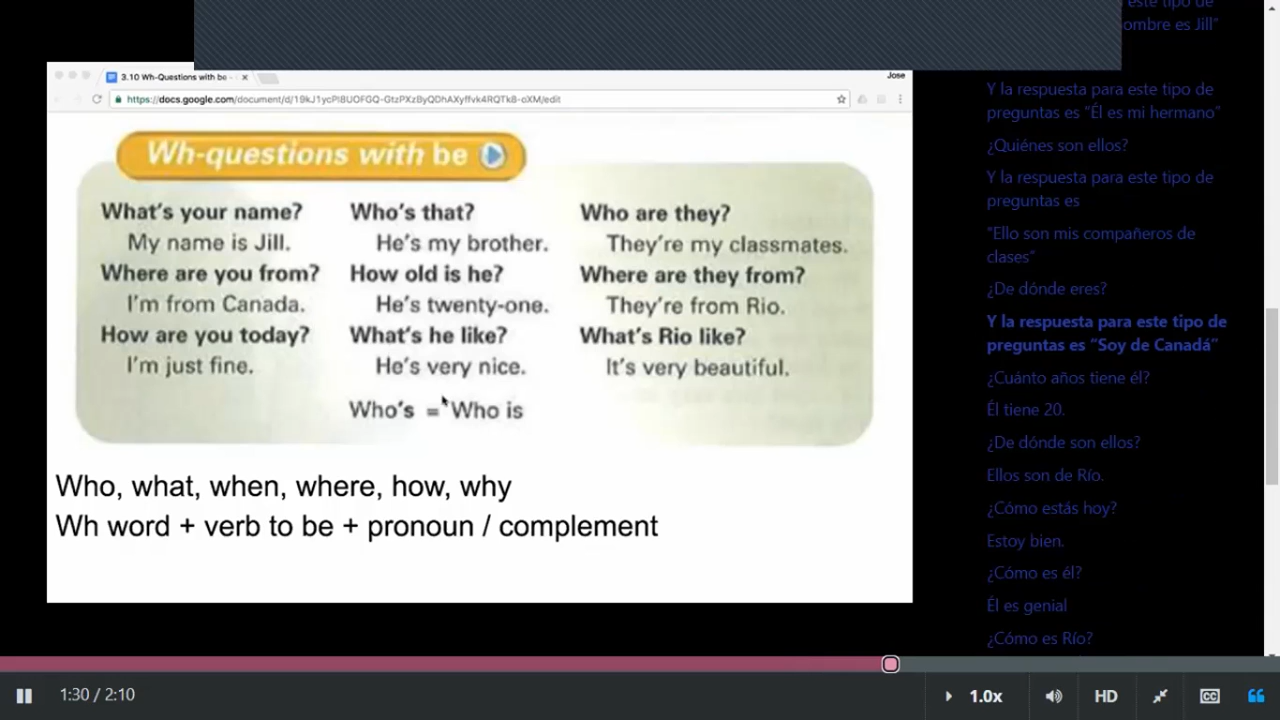 3.10 Wh-Questions with be -
Jose
https://docs.google.com/document/d/19kJ1ycPI8UOFGQ-GtzPXzByQDhAXyffvk4RQTkB-oXM/edit
Wh-questions with be
What's your name?
My name is Jill.
Where are you from?
I'm from Canada.
How are you today?
I'm just fine.
Who's that?
He's my brother.
How old is he?
He's twenty-one.
What's he like?
He's very nice.
Who's = Who is
Who are they?
They're my classmates.
Where are they from?
They're from Rio.
What's Rio like?
It's very beautiful.
Who, what, when, where, how, why
Wh word + verb to be + pronoun / complement
este tipo de
ombre es Jill”
Y la respuesta para este tipo de
preguntas es “Él es mi hermano”
¿Quiénes son ellos?
Y la respuesta para este tipo de
preguntas es
“Ello son mis compañeros de
clases”
¿De dónde eres?
Y la respuesta para este tipo de
preguntas es “Soy de Canadá”
¿Cuánto años tiene él?
Él tiene 20.
¿De dónde son ellos?
Ellos son de Río.
¿Cómo estás hoy?
Estoy bien.
¿Cómo es él?
Él es genial
¿Cómo es Río?
1:30 / 2:10
1.0x
HD
CC